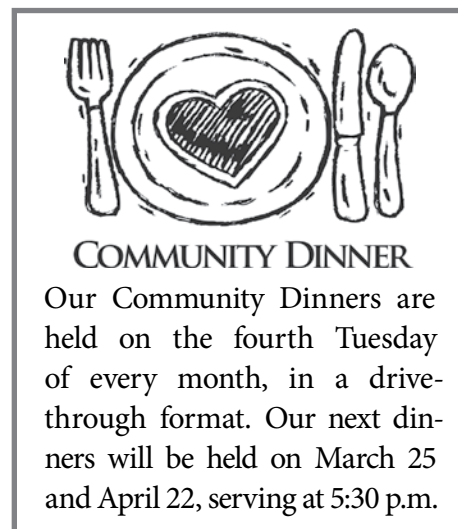 COMMUNITY DINNER
Our Community Dinners are
held on the fourth Tuesday
of every month, in a drive-
through format. Our next din-
ners will be held on March 25
and April 22, serving at 5:30 p.m.